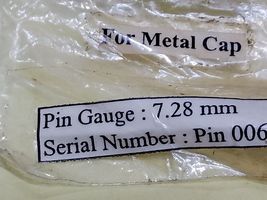 For Metal Cap
Pin Gauge : 7.28 mm
Serial Number : Pin 006